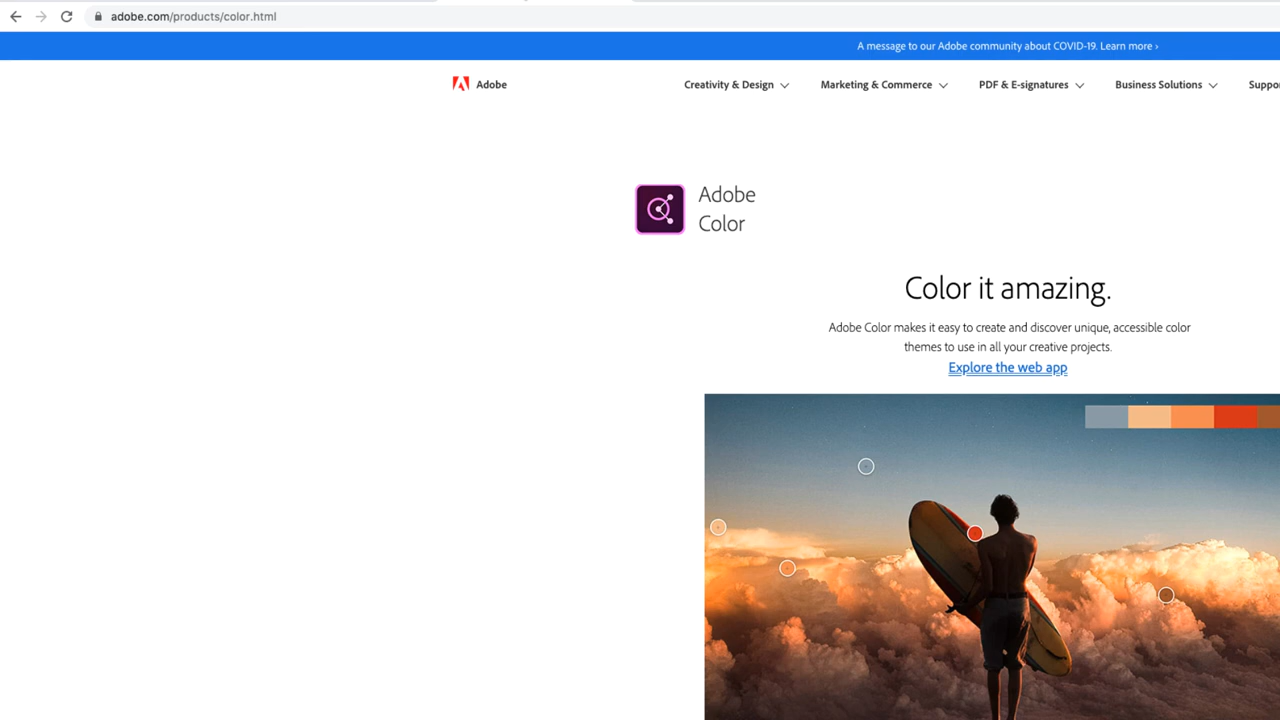 adobe.com/products/color.html
A message to our Adobe community about COVID-19. Learn more ›
Adobe
Creativity & Design
Marketing & Commerce
PDF & E-signatures
Business Solutions
Suppo
Adobe
Color
Color it amazing.
Adobe Color makes it easy to create and discover unique, accessible color
themes to use in all your creative projects.
Explore the web app